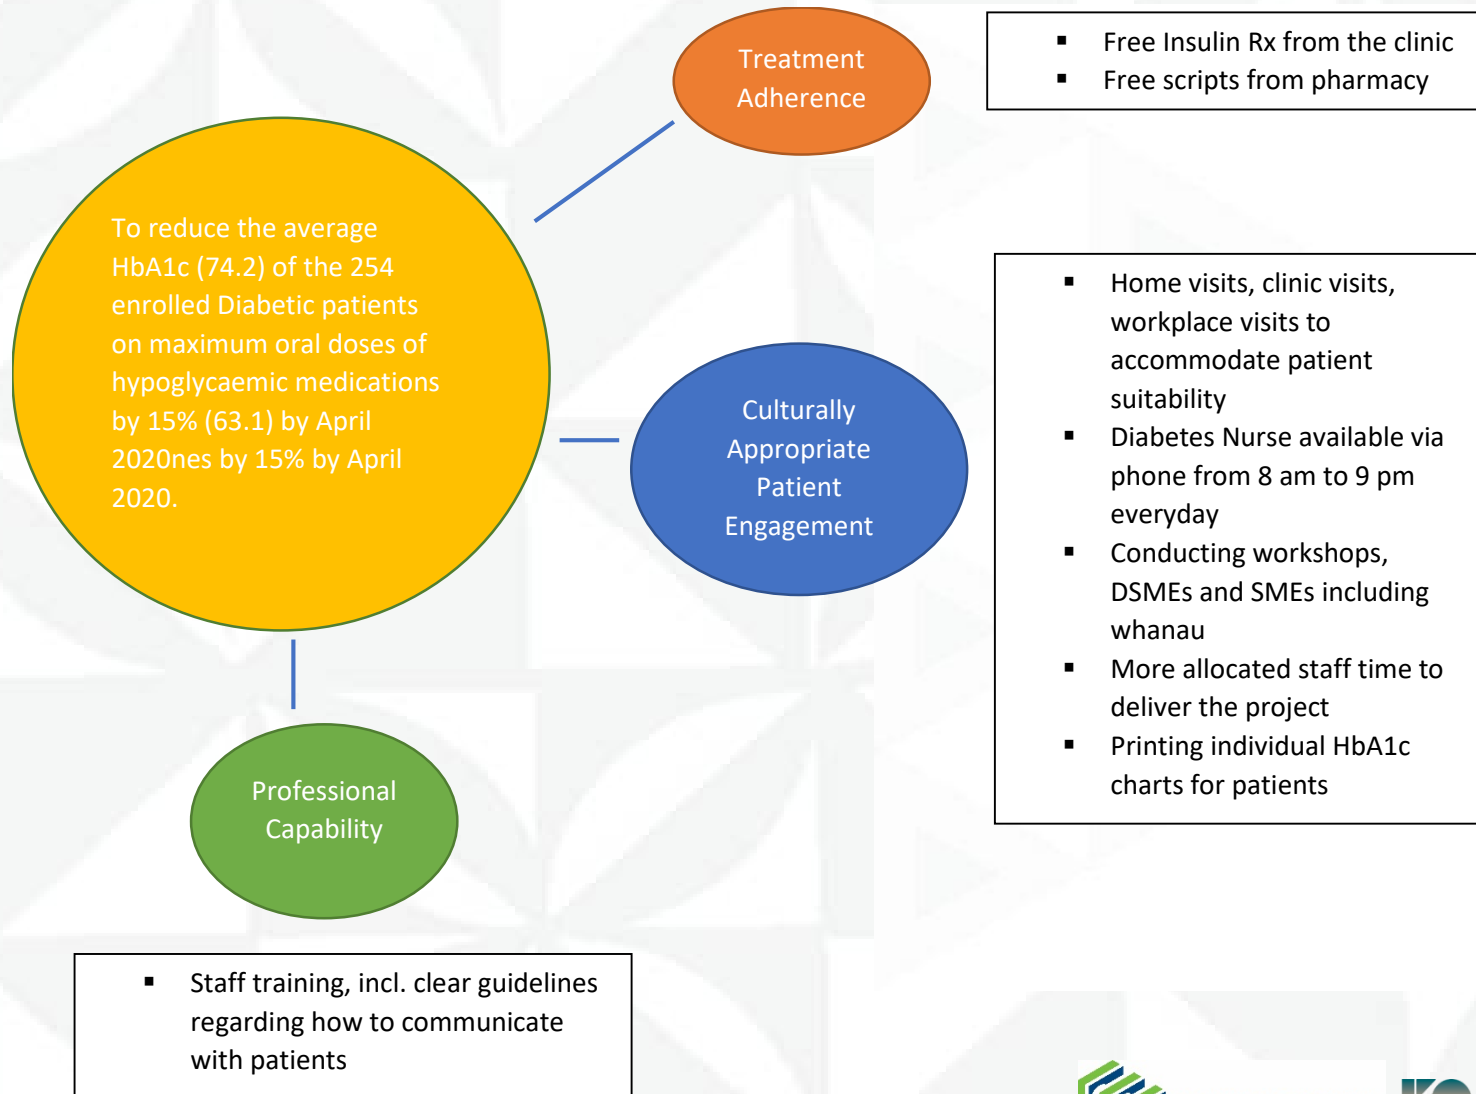 Treatment
Adherence
▪ Free Insulin Rx from the clinic
▪ Free scripts from pharmacy
To reduce the average
HbA1c (74.2) of the 254
enrolled Diabetic patients
on maximum oral doses of
hypoglycaemic medications
by 15% (63.1) by April
2020nes by 15% by April
2020.
Culturally
Appropriate
Patient
Engagement
▪ Home visits, clinic visits,
workplace visits to
accommodate patient
suitability
▪ Diabetes Nurse available via
phone from 8 am to 9 pm
everyday
▪ Conducting workshops,
DSMEs and SMEs including
whanau
▪ More allocated staff time to
deliver the project
▪ Printing individual HbA1c
charts for patients
Professional
Capability
▪ Staff training, incl. clear guidelines
regarding how to communicate
with patients